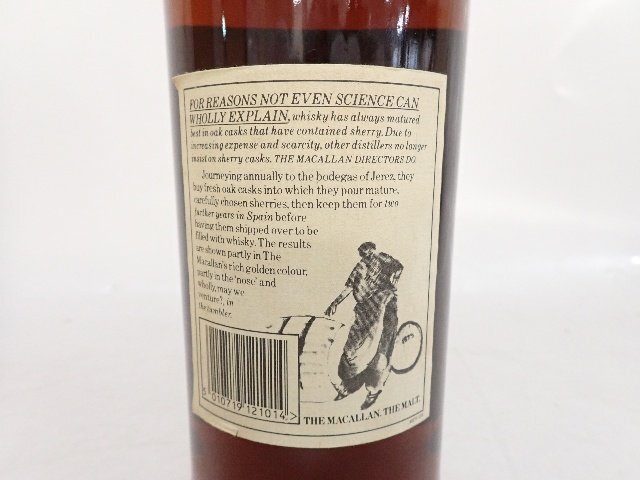 FOR REASONS NOT EVEN SCIENCE CAN
WHOLLY EXPLAIN, whisky has always matured
best in oak casks that have contained sherry. Due to
increasing expense and scarcity, other distillers no longer
insist on sherry casks. THE MACALLAN DIRECTORS DO.
Journeying annually to the bodegas of Jerez, they
buy fresh oak casks into which they pour mature,
carefully chosen sherries, then keep them for two
further years in Spain before
having them shipped over to be
filled with whisky. The results
are shown partly in The
Macallan's rich golden colour,
partly in the 'nose' and
wholly, may we
venture?, in
the tumbler.
5 010719 121014 >
THE MACALLAN. THE MALT.